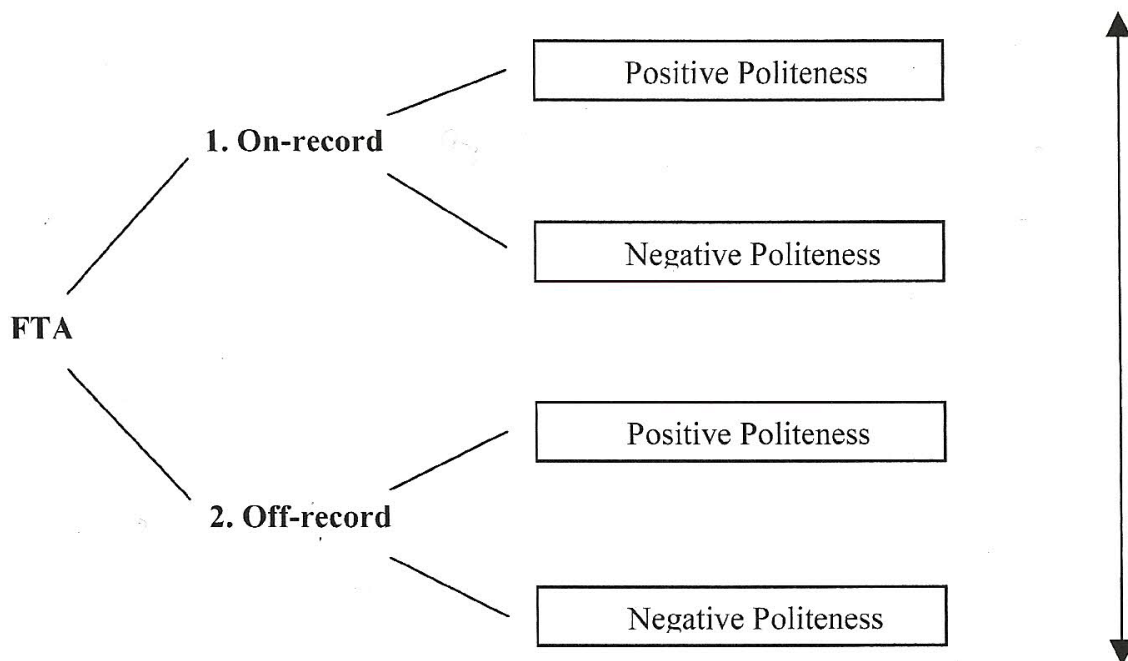 Positive Politeness
1. On-record
Negative Politeness
FTA
Positive Politeness
2. Off-record
Negative Politeness